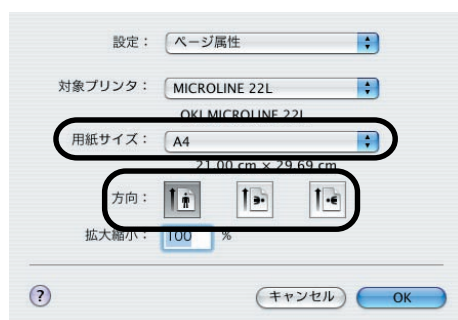 設定： ページ属性
対象プリンタ： MICROLINE 22L
OKI MICROLINE 22L
用紙サイズ： A4
21.00 cm × 29.69 cm
方向：
拡大縮小： 100 %
? キャンセル OK